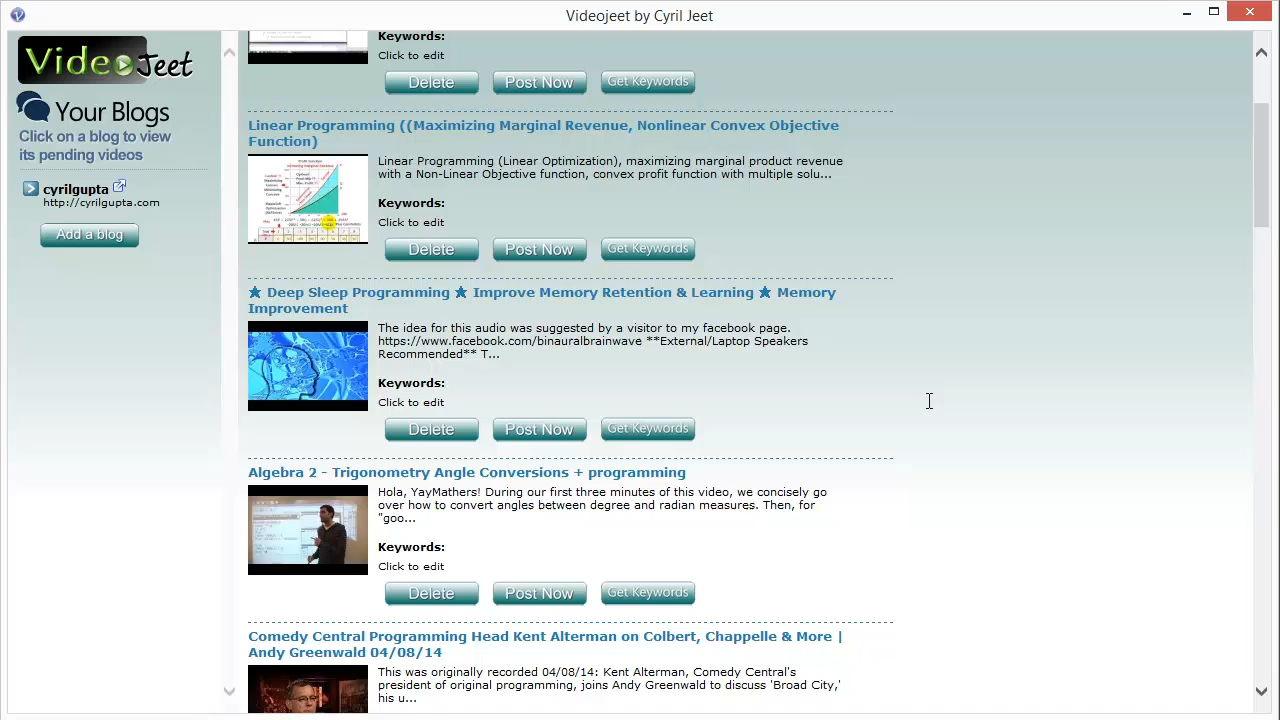 Videojeet by Cyril Jeet
VideoJeet
Your Blogs
Click on a blog to view
its pending videos
cyrilgupta
http://cyrilgupta.com
Add a blog
Keywords:
Click to edit
Delete Post Now Get Keywords
Linear Programming ((Maximizing Marginal Revenue, Nonlinear Convex Objective
Function)
Linear Programming (Linear Optimization), maximizing marginal revenues
with a Non-Linear Objective function, convex profit function, multiple solu...
Keywords:
Click to edit
Delete Post Now Get Keywords
★ Deep Sleep Programming ★ Improve Memory Retention & Learning ★ Memory
Improvement
The idea for this audio was suggested by a visitor to my facebook page.
https://www.facebook.com/binauralbrainwave **External/Laptop Speakers
Recommended** T...
Keywords:
Click to edit
Delete Post Now Get Keywords
Algebra 2 - Trigonometry Angle Conversions + programming
Hola, YayMathers! During our first three minutes of this video we concisely go
over how to convert angles between degree and radian measures. Then, for
"goo...
Keywords:
Click to edit
Delete Post Now Get Keywords
Comedy Central Programming Head Kent Alterman on Colbert, Chappelle & More |
Andy Greenwald 04/08/14
This was originally recorded 04/08/14: Kent Alterman, Comedy Central's
president of original programming, joins Andy Greenwald to discuss 'Broad City,'
his u...